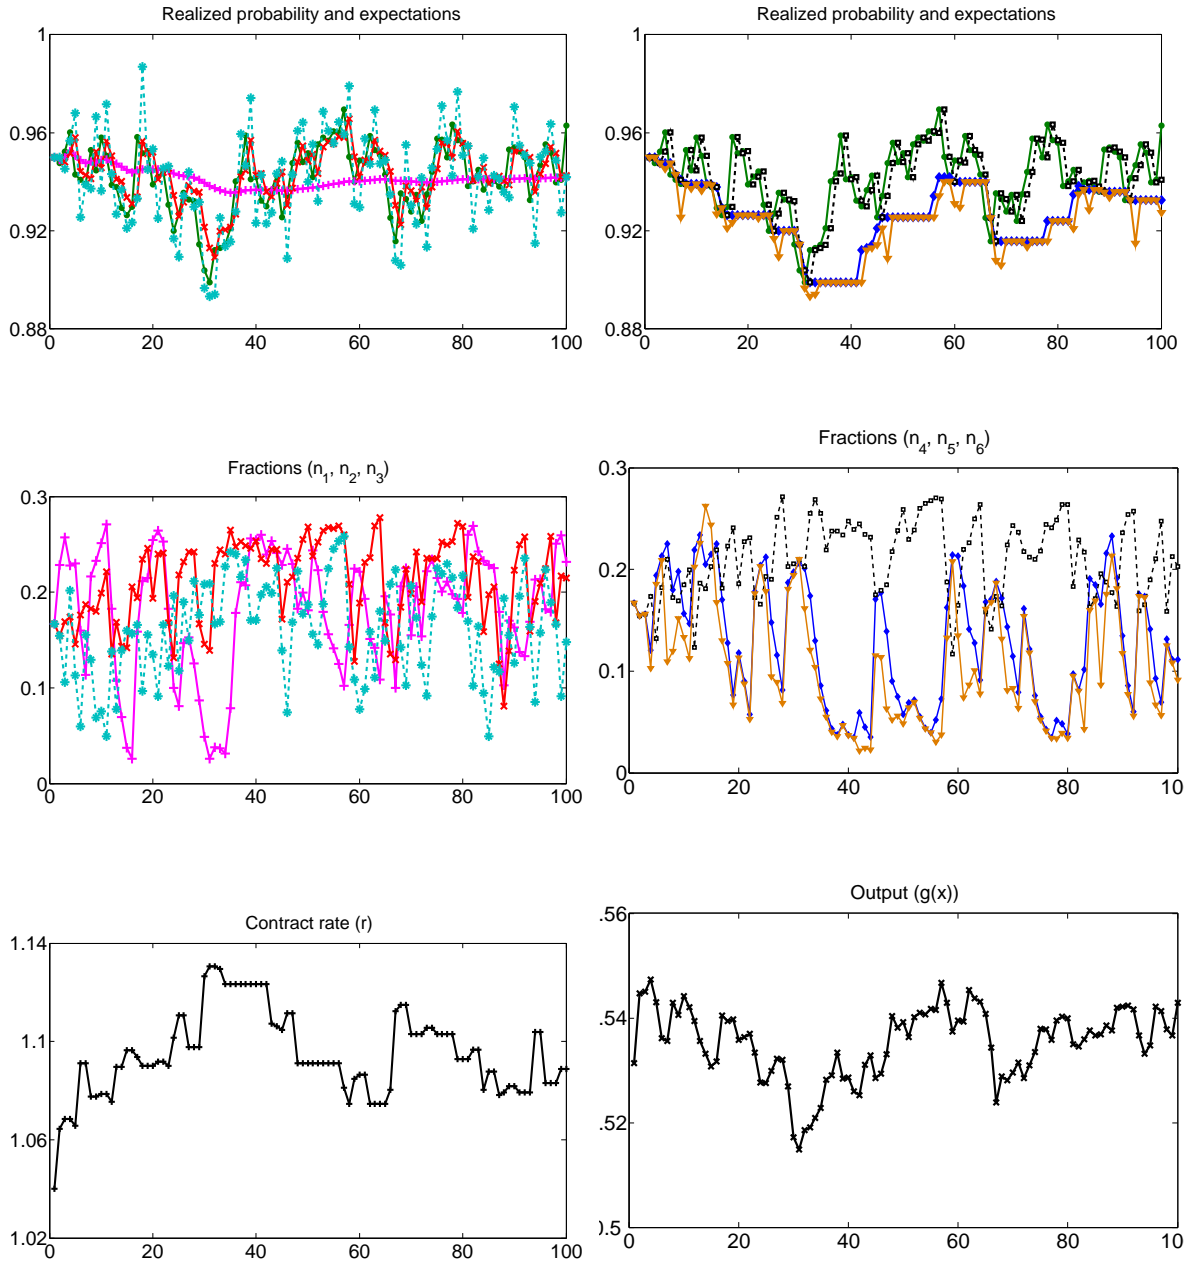 Realized probability and expectations
1
0.96
0.92
0.88
0 20 40 60 80 100
Realized probability and expectations
1
0.96
0.92
0.88
0 20 40 60 80 100
Fractions (n1, n2, n3)
0.3
0.2
0.1
0
0 20 40 60 80 100
Fractions (n4, n5, n6)
0.3
0.2
0.1
0
0 20 40 60 80 10
Contract rate (r)
1.14
1.1
1.06
1.02
0 20 40 60 80 100
Output (g(x))
.56
.54
.52
0.5
0 20 40 60 80 10